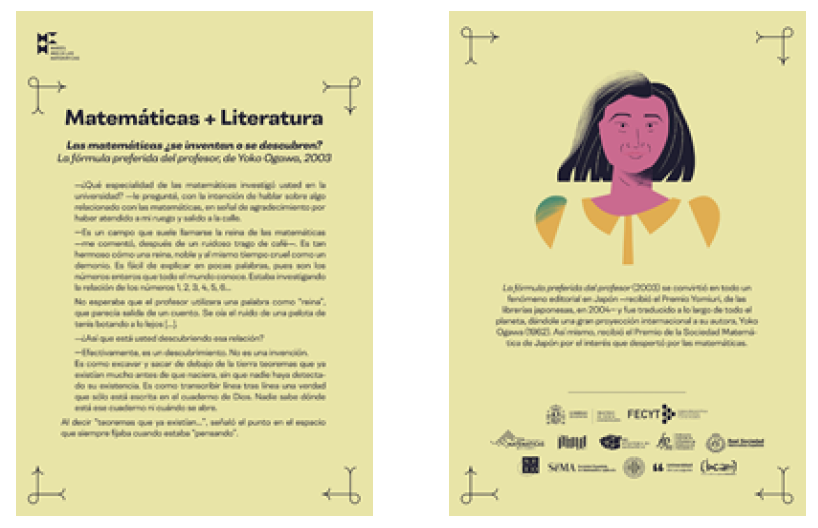 Matemáticas + Literatura
Las matemáticas ¿se inventan o se descubren?
La fórmula preferida del profesor, de Yoko Ogawa, 2003
—¿Qué especialidad de las matemáticas investigó usted en la
universidad? —le pregunté, con la intención de hablar sobre algo
relacionado con las matemáticas, en señal de agradecimiento por
haber atendido a mi ruego y salido a la calle.
—Es un campo que suele llamarse la reina de las matemáticas
—me comentó, después de un ruidoso trago de café—. Es tan
hermoso cómo una reina, noble y al mismo tiempo cruel como un
demonio. Es fácil de explicar en pocas palabras, pues son los
números enteros que todo el mundo conoce. Estaba investigando
la relación de los números 1, 2, 3, 4, 5, 6...
No esperaba que el profesor utilizara una palabra como "reina",
que parecía salida de un cuento. Se oía el ruido de una pelota de
tenis botando a lo lejos [...]
—¿Así que está usted descubriendo esa relación?
—Efectivamente, es un descubrimiento. No es una invención.
Es como excavar y sacar de debajo de la tierra teoremas que ya
existían mucho antes de que naciera, sin que nadie haya detecta-
do su existencia. Es como transcribir línea tras línea una verdad
que sólo está escrita en el cuaderno de Dios. Nadie sabe dónde
está ese cuaderno ni cuándo se abre.
Al decir "teoremas que ya existían...", señaló el punto en el espacio
que siempre fijaba cuando estaba "pensando".
La fórmula preferida del profesor (2003) se convirtió en todo un
fenómeno editorial en Japón —recibió el Premio Yomiuri, de las
librerías japonesas, en 2004— y fue traducido a lo largo de todo el
planeta, dándole una gran proyección internacional a su autora, Yoko
Ogawa (1962). Así mismo, recibió el Premio de la Sociedad Matemá-
tica de Japón por el interés que despertó por las matemáticas.
FECYT
MATEMÁTICAS
Real Sociedad
SēMA
universidad
(bcam)